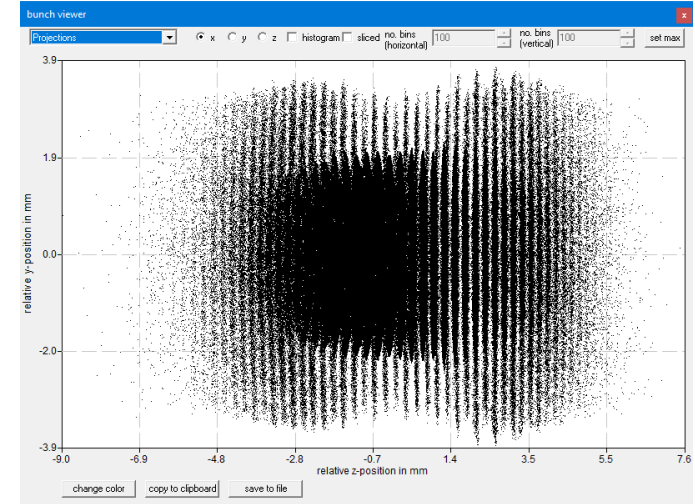 bunch viewer
x
Projections
x
y
z
histogram
sliced
no. bins
(horizontal)
100
no. bins
(vertical)
100
set max
3.9
1.9
0.0
-2.0
-3.9
relative y-position in mm
-9.0
-6.9
-4.8
-2.8
-0.7
1.4
3.5
5.5
7.6
relative z-position in mm
change color
copy to clipboard
save to file